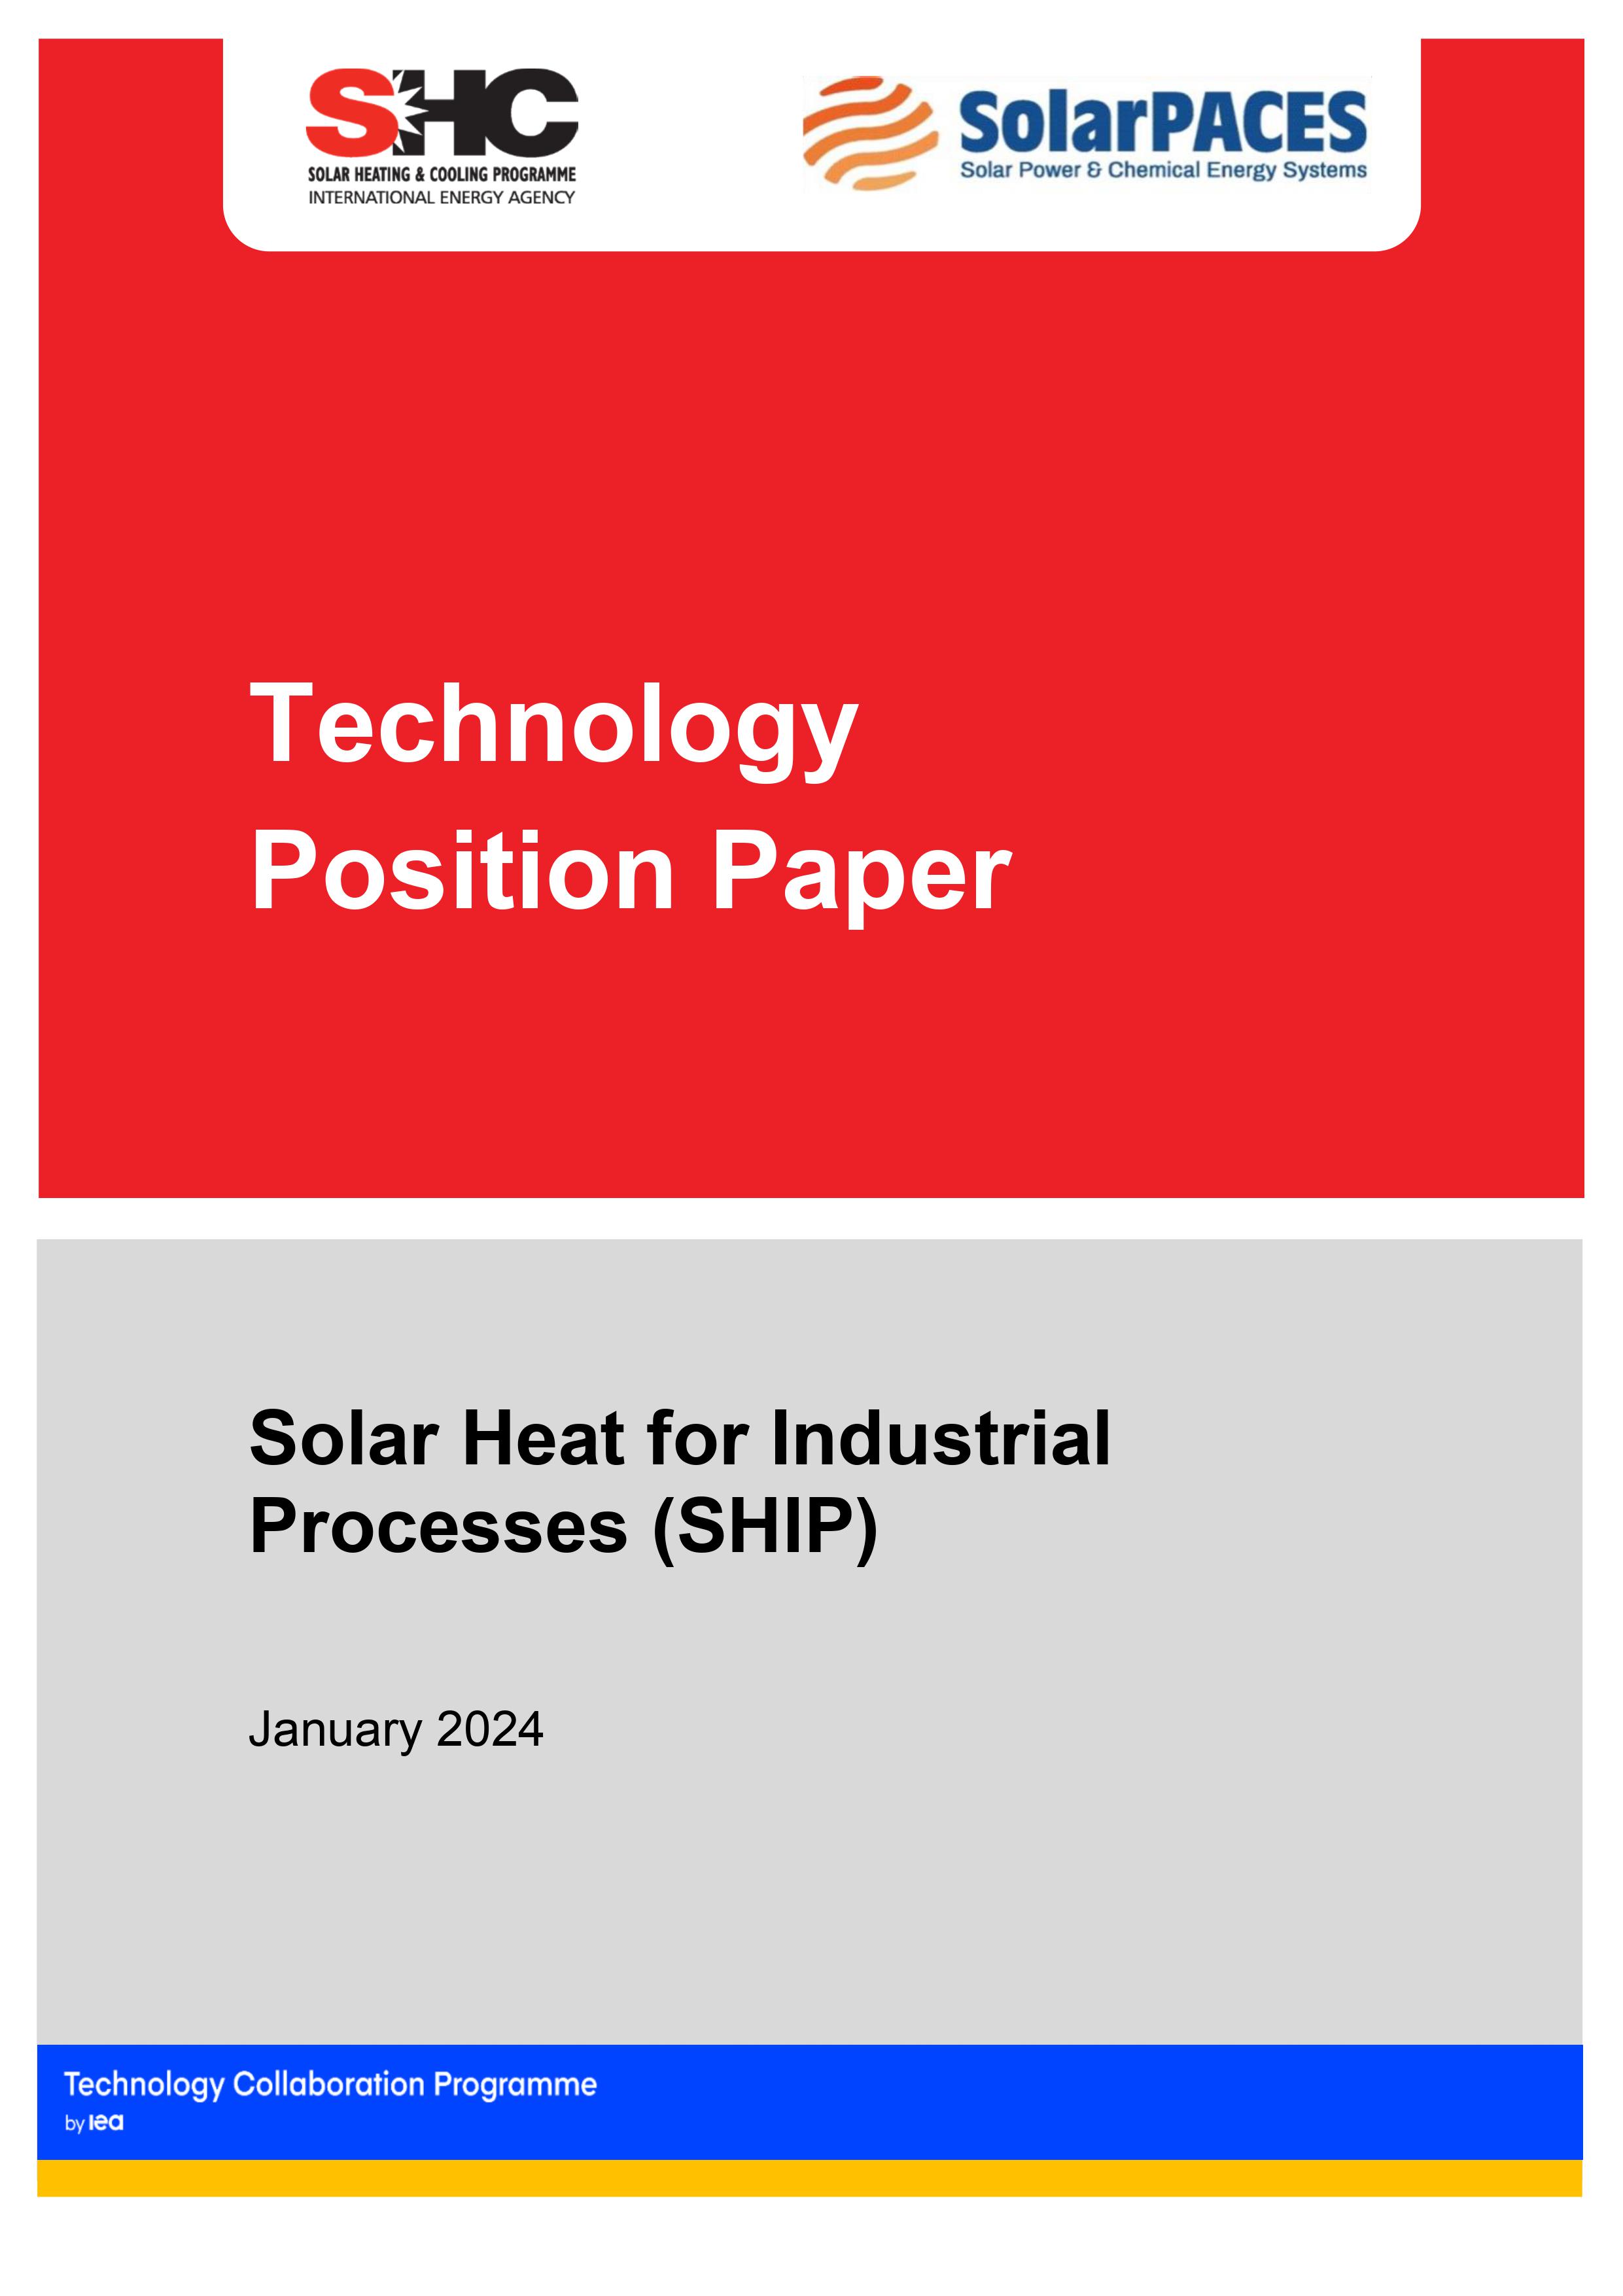 SHC
SOLAR HEATING & COOLING PROGRAMME
INTERNATIONAL ENERGY AGENCY
SolarPACES
Solar Power & Chemical Energy Systems
Technology
Position Paper
Solar Heat for Industrial
Processes (SHIP)
January 2024
Technology Collaboration Programme
by iea